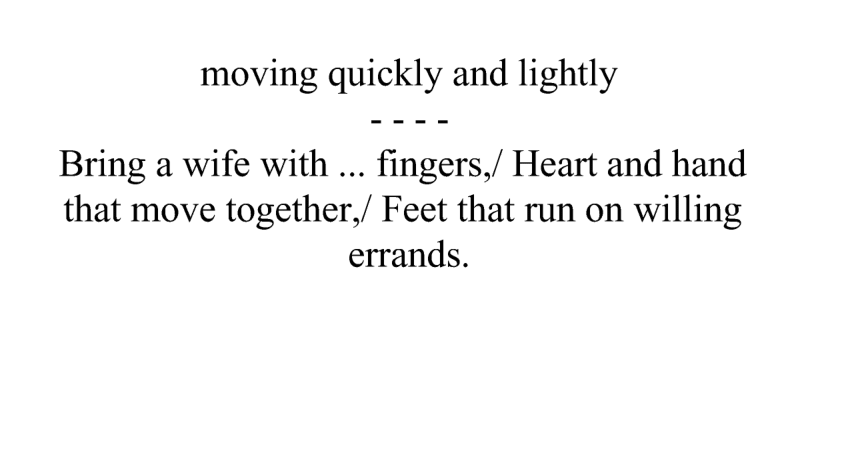 moving quickly and lightly
- - - -
Bring a wife with ... fingers,/ Heart and hand
that move together,/ Feet that run on willing
errands.